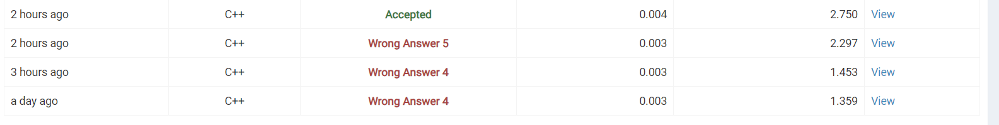 2 hours ago C++ Accepted 0.004 2.750 View
2 hours ago C++ Wrong Answer 5 0.003 2.297 View
3 hours ago C++ Wrong Answer 4 0.003 1.453 View
a day ago C++ Wrong Answer 4 0.003 1.359 View